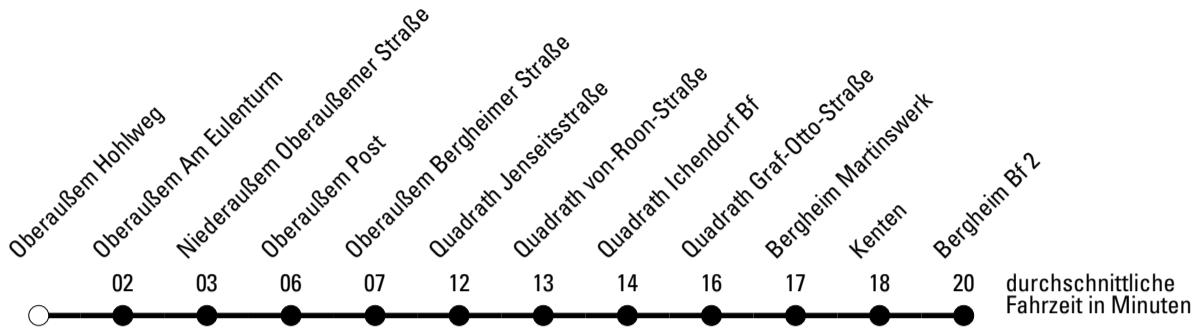 Oberaußem Hohlweg
Oberaußem Am Eulenturm
Niederaußem Oberaußemer Straße
Oberaußem Post
Oberaußem Bergheimer Straße
Quadrath Jenseitsstraße
Quadrath von-Roon-Straße
Quadrath Ichendorf Bf
Quadrath Graf-Otto-Straße
Bergheim Martinswerk
Kenten
Bergheim Bf 2
02 03 06 07 12 13 14 16 17 18 20 durchschnittliche
Fahrzeit in Minuten